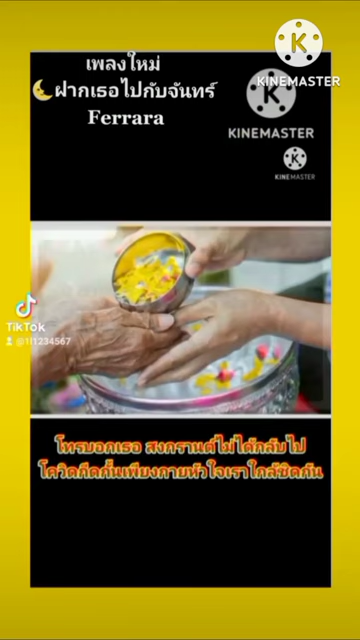 เพลงใหม่
🌜ฝากเธอไปกับจันทร์
Ferrara
KINEMASTER
KINEMASTER
KINEMASTER
TikTok
@1l1234567
โทรบอกเธอ สงกรานต์ไม่ได้กลับไป
โควิดกีดกั้นเพียงกายหัวใจเราใกล้ชิดกัน